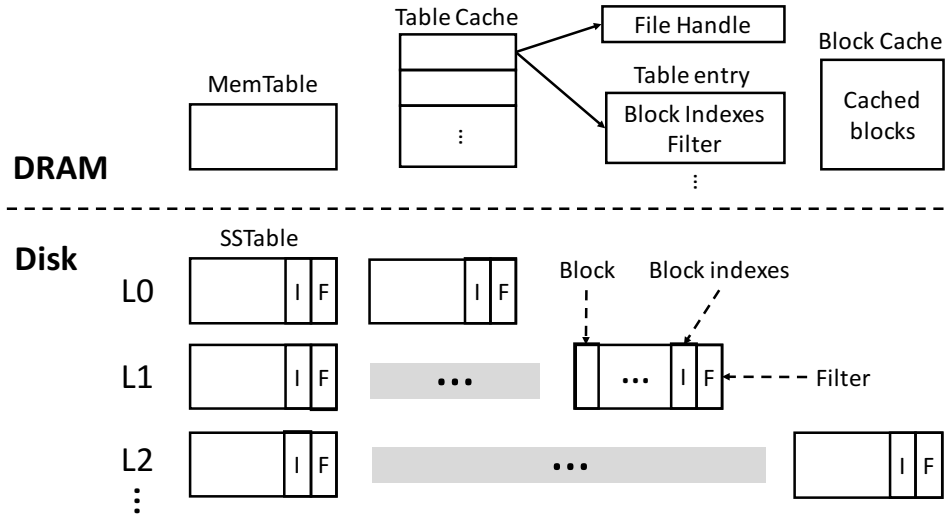 Table Cache
File Handle
Block Cache
MemTable
Table entry
Block Indexes
Filter
Cached
blocks
⋮
⋮
DRAM
Disk
SSTable
L0
I F
I F
Block
Block indexes
L1
I F
...
... I F
Filter
L2
I F
...
I F
⋮